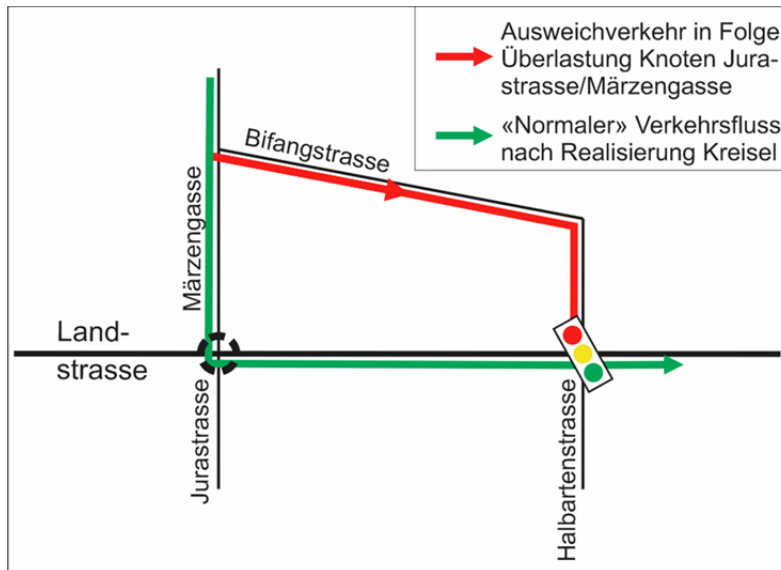 Ausweichverkehr in Folge
Überlastung Knoten Jura-
strasse/Märzengasse
«Normaler» Verkehrsfluss
nach Realisierung Kreisel
Bifangstrasse
Märzengasse
Land-
strasse
Jurastrasse
Halbartenstrasse